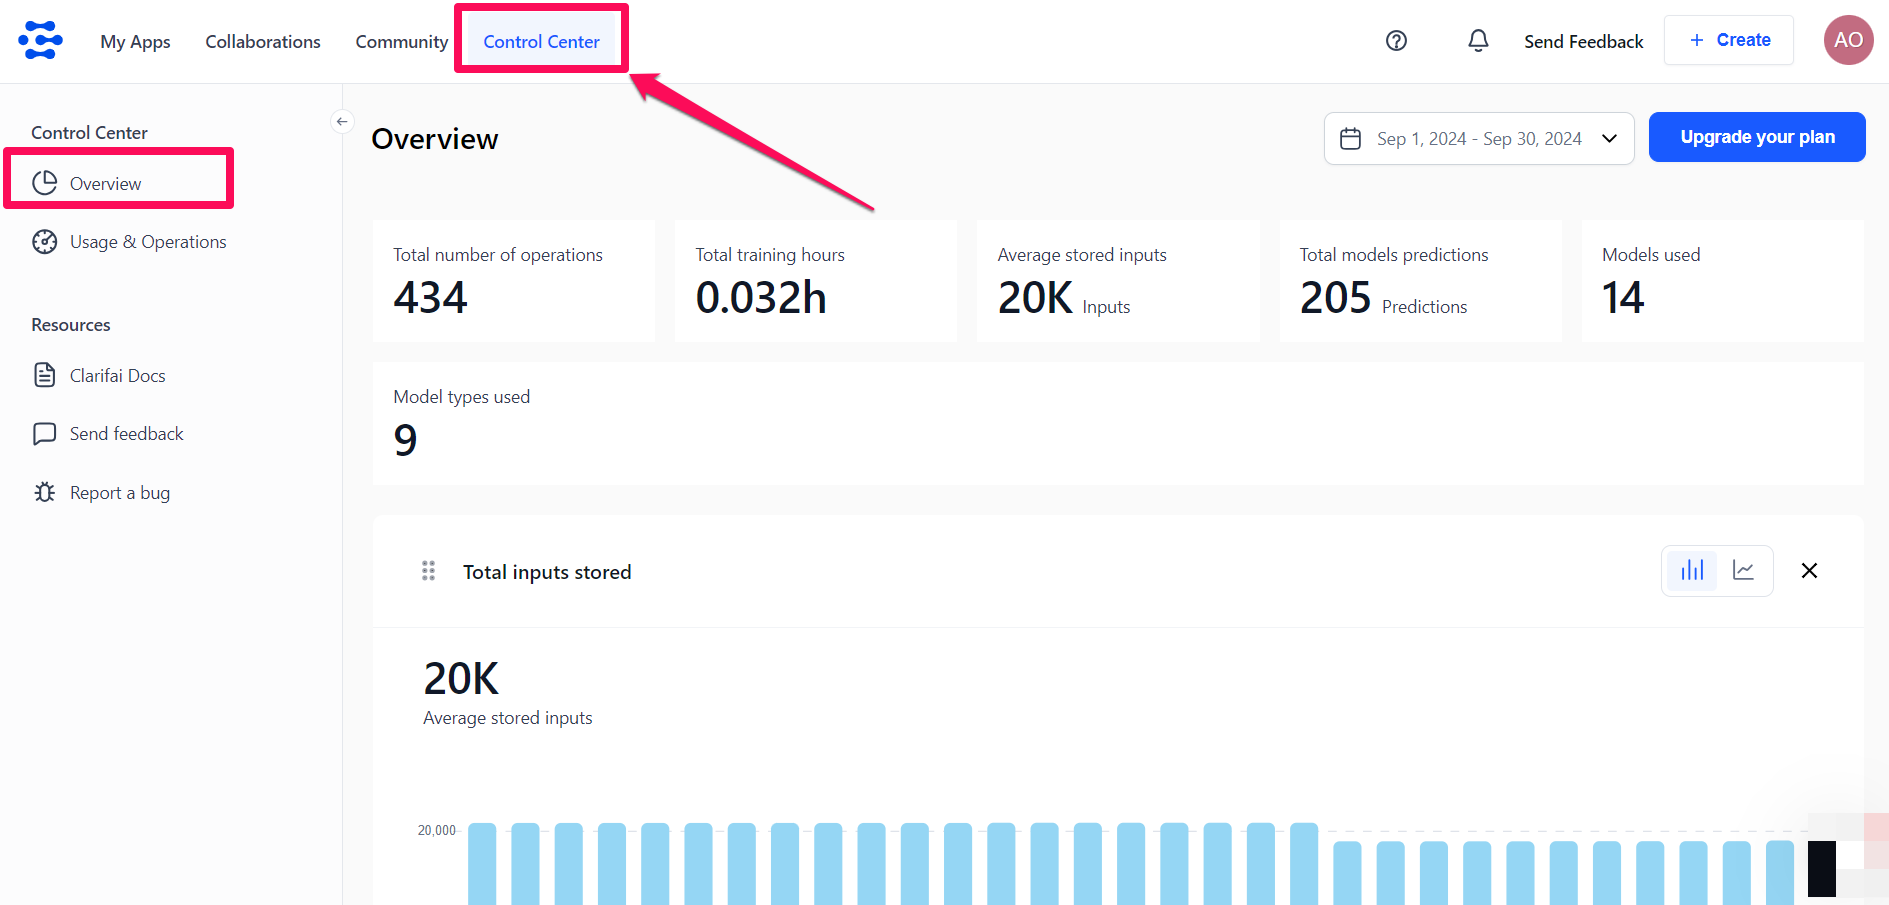 My Apps
Collaborations
Community
Control Center
Send Feedback
+ Create
AO
Control Center
Overview
Usage & Operations
Resources
Clarifai Docs
Send feedback
Report a bug
Overview
Sep 1, 2024 - Sep 30, 2024
Upgrade your plan
Total number of operations
434
Total training hours
0.032h
Average stored inputs
20K Inputs
Total models predictions
205 Predictions
Models used
14
Model types used
9
Total inputs stored
20K
Average stored inputs
20,000